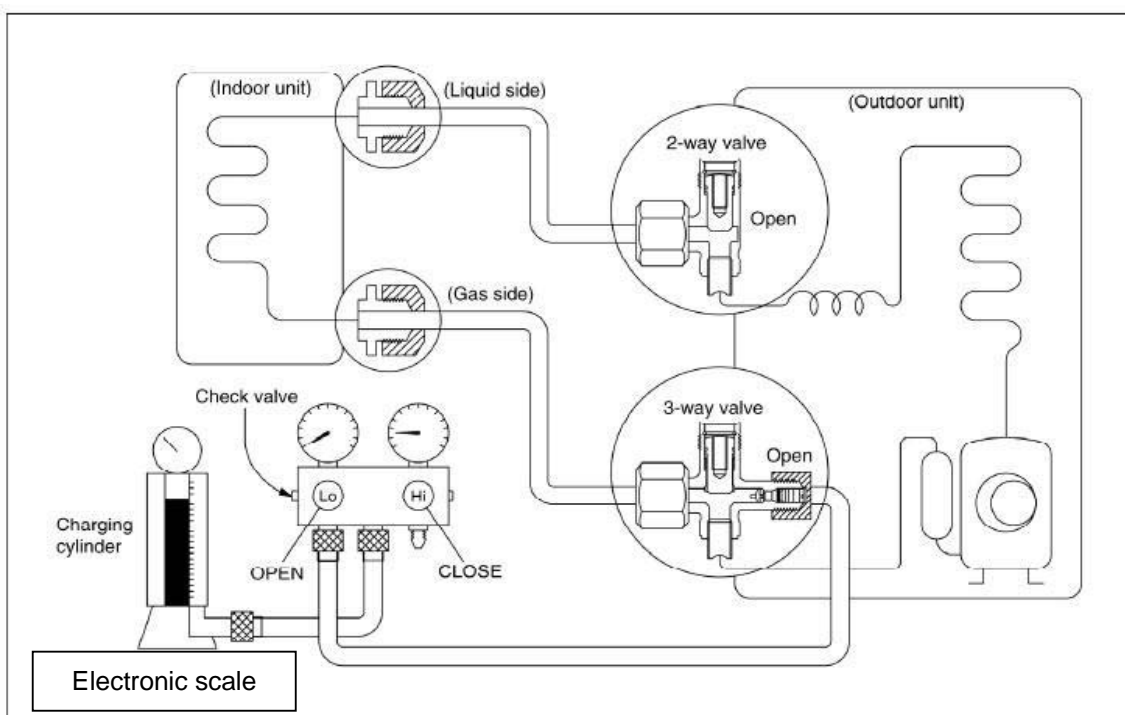 (Indoor unit)
(Liquid side)
(Outdoor unit)
2-way valve
Open
(Gas side)
Check valve
3-way valve
Open
Lo
Hi
Charging
cylinder
OPEN
CLOSE
Electronic scale